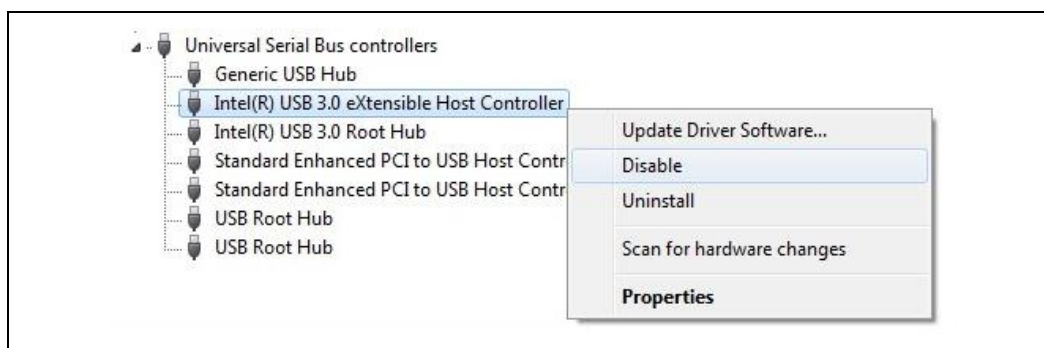 Universal Serial Bus controllers
Generic USB Hub
Intel(R) USB 3.0 eXtensible Host Controller
Intel(R) USB 3.0 Root Hub
Standard Enhanced PCI to USB Host Contr
Standard Enhanced PCI to USB Host Contr
USB Root Hub
USB Root Hub
Update Driver Software...
Disable
Uninstall
Scan for hardware changes
Properties